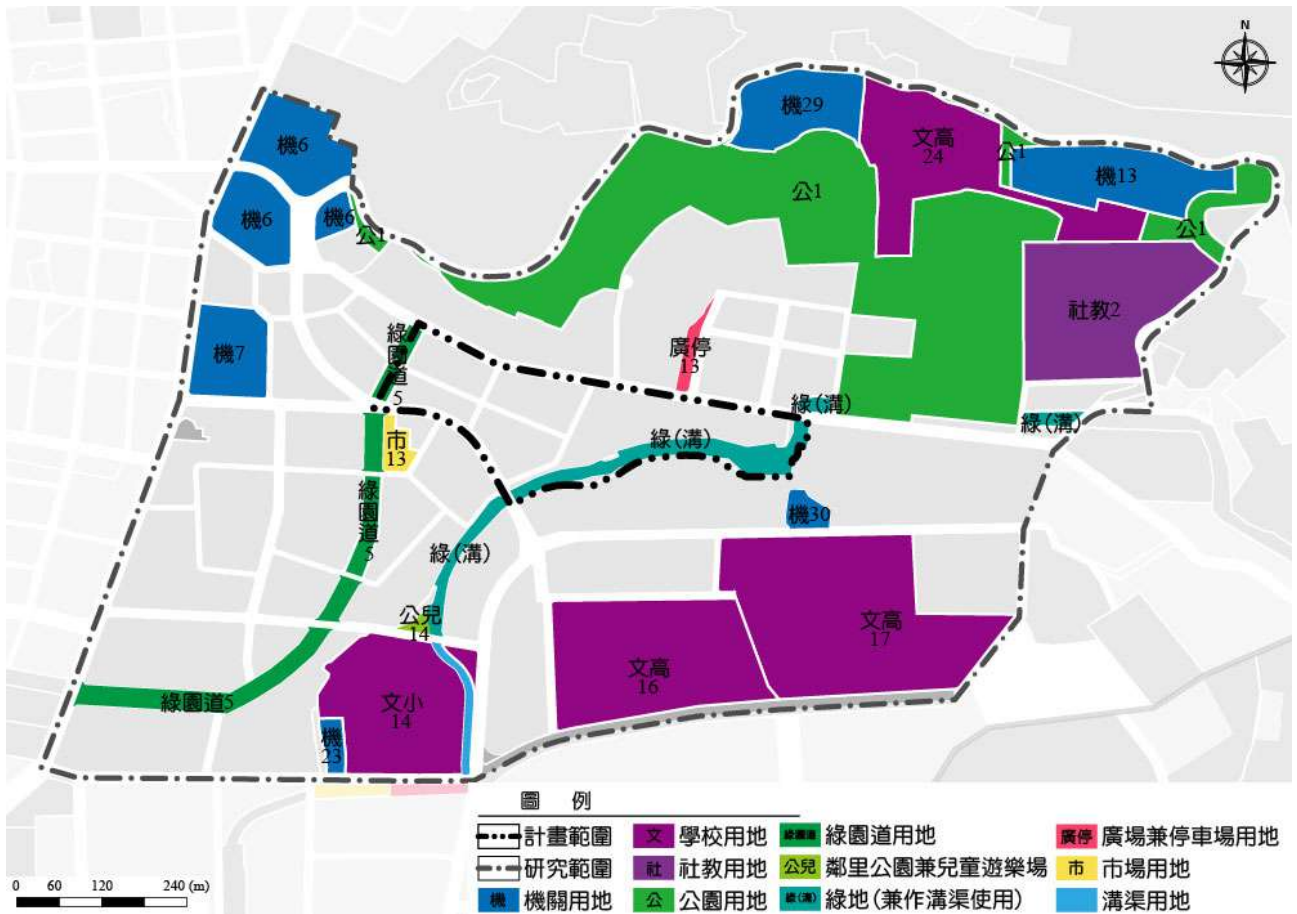 N
機29
機6
文高
24
公1
機13
公1
機6
機6
公1
公1
社教2
機7
綠園道5
廣停
13
綠(溝)
綠(溝)
綠(溝)
市
13
綠園道5
機30
綠(溝)
公兒
14
文高
17
文高
16
綠園道5
文小
14
機
23
圖 例
計畫範圍
文 學校用地
綠園道 綠園道用地
廣停 廣場兼停車場用地
研究範圍
社 社教用地
公兒 鄰里公園兼兒童遊樂場
市 市場用地
機 機關用地
公 公園用地
綠(溝) 綠地(兼作溝渠使用)
溝渠用地
0 60 120 240 (m)